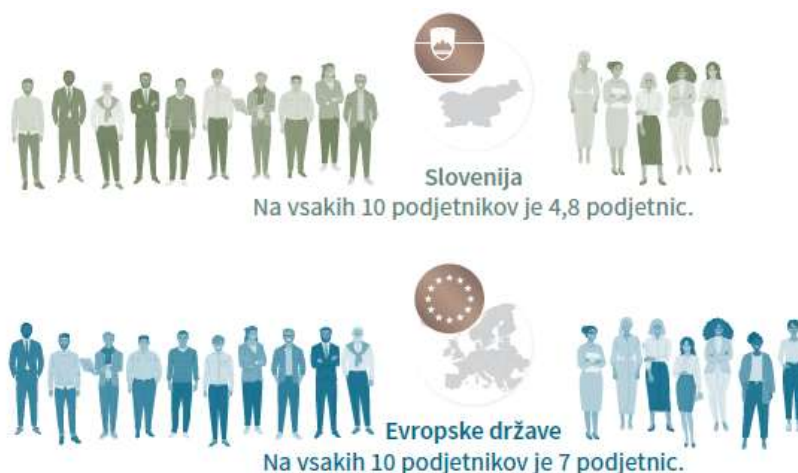 Slovenija
Na vsakih 10 podjetnikov je 4,8 podjetnic.
Evropske države
Na vsakih 10 podjetnikov je 7 podjetnic.